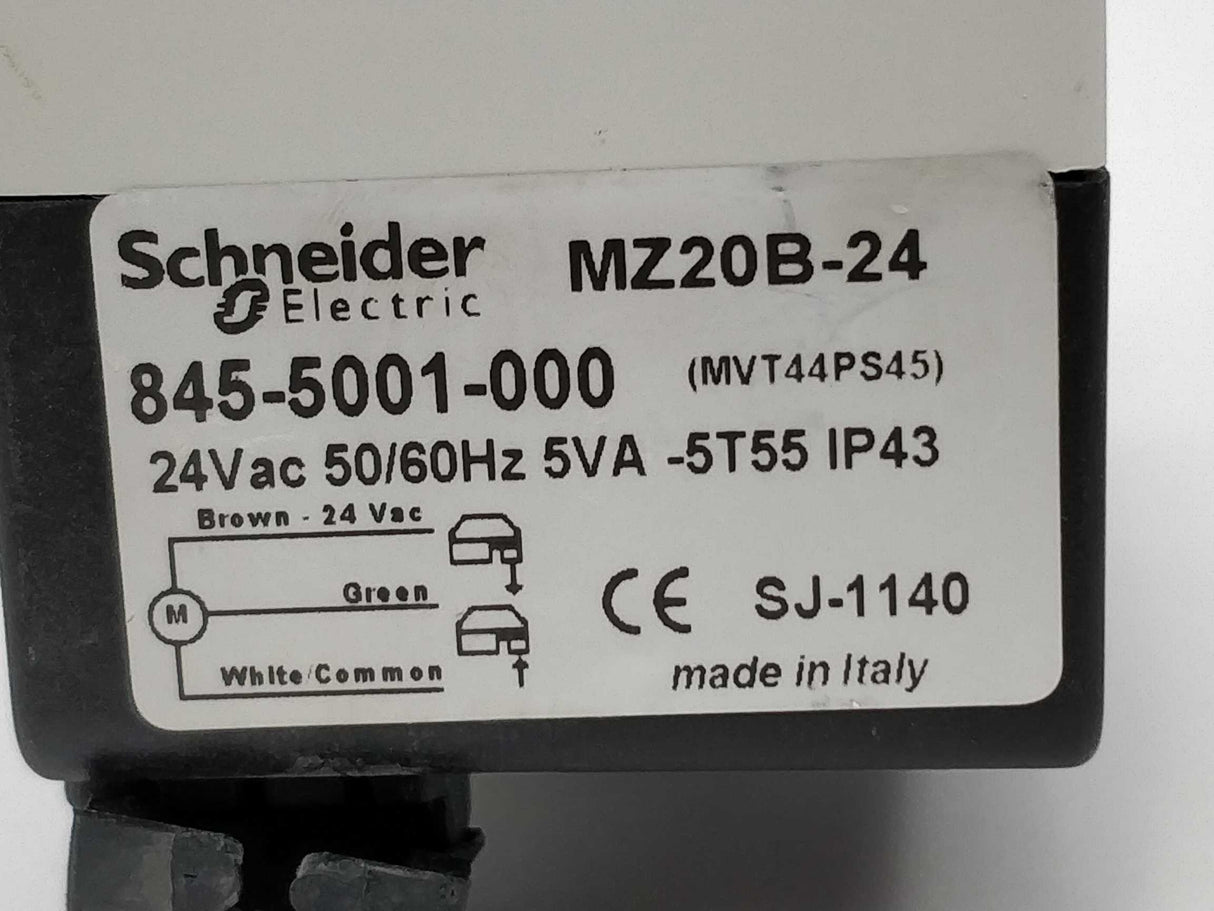 Schneider Electric
MZ20B-24
845-5001-000 (MVT44PS45)
24Vac 50/60Hz 5VA -5T55 IP43
Brown - 24 Vac
M
Green
White/Common
CE SJ-1140
made in Italy